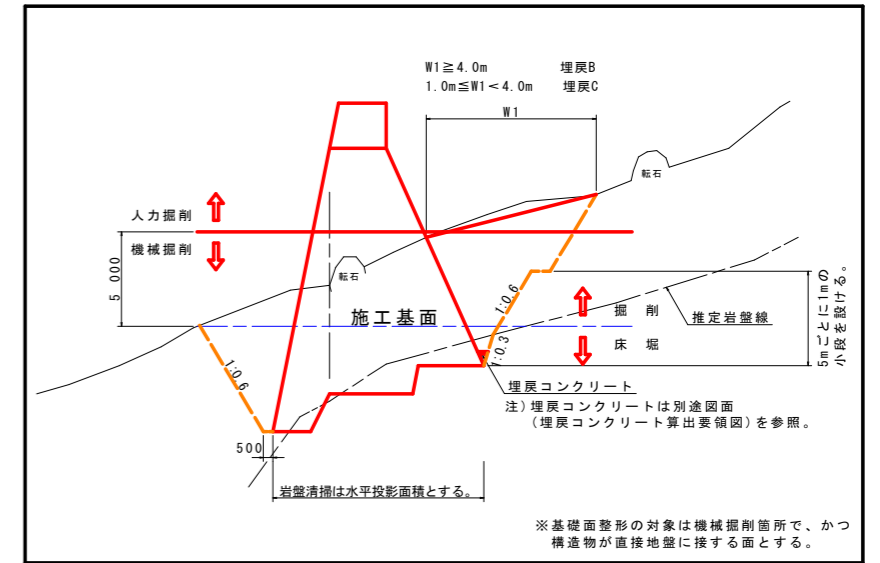 W1≧4.0m 埋戻B
1.0m≦W1<4.0m 埋戻C
W1
転石
人力掘削
機械掘削
5 000
転石
施工基面
1:0.6
1:0.6
1:0.3
掘 削
床 堀
推定岩盤線
5mごとに1mの
小段を設ける。
埋戻コンクリート
注)埋戻コンクリートは別途図面
(埋戻コンクリート算出要領図)を参照。
500
岩盤清掃は水平投影面積とする。
※基礎面整形の対象は機械掘削箇所で、かつ
構造物が直接地盤に接する面とする。